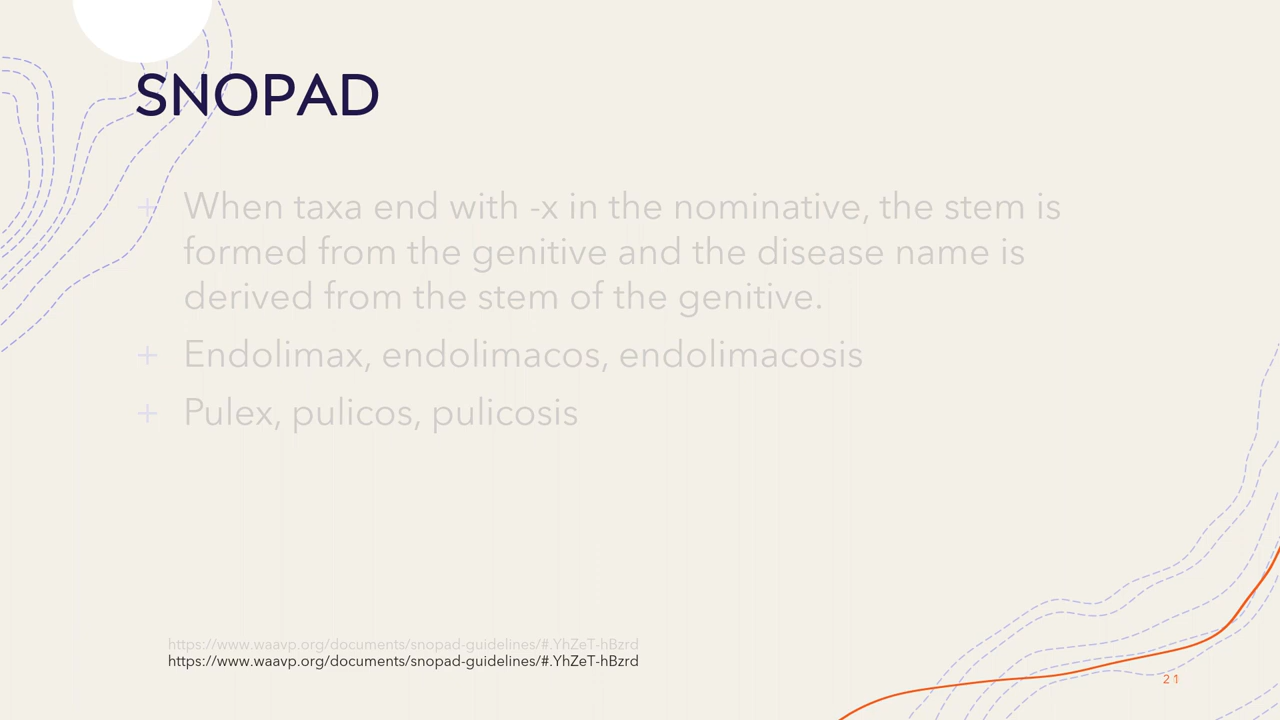 SNOPAD
+ When taxa end with -x in the nominative, the stem is
formed from the genitive and the disease name is
derived from the stem of the genitive.
+ Endolimax, endolimacos, endolimacosis
+ Pulex, pulicos, pulicosis
https://www.waavp.org/documents/snopad-guidelines/#.YhZeT-hBzrd
https://www.waavp.org/documents/snopad-guidelines/#.YhZeT-hBzrd
21